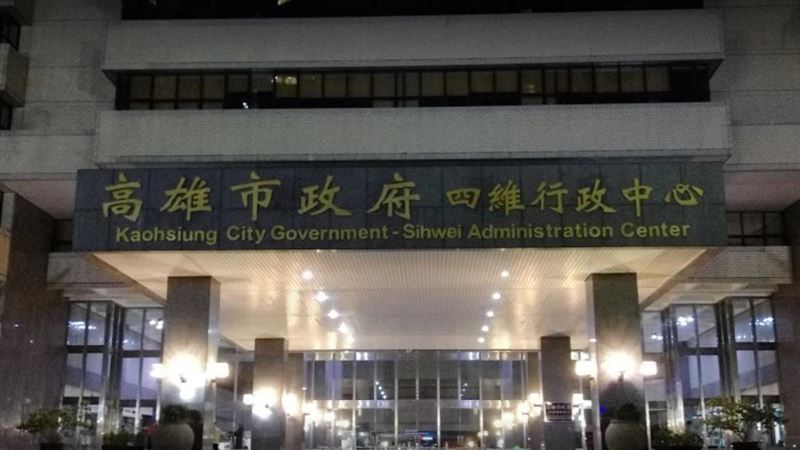 高雄市政府 四維行政中心
Kaohsiung City Government - Sihwei Administration Center